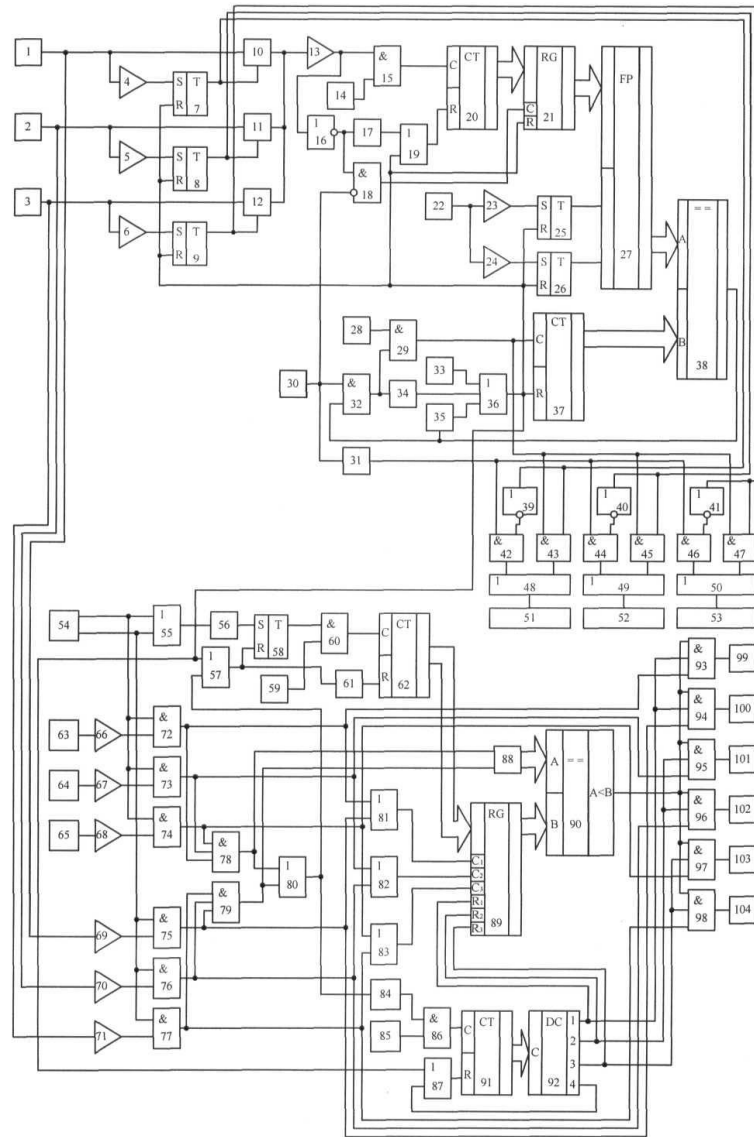 1 10 13 & 15 CT C R 20 RG C R 21 FP 27
4 S T R 7
14
2 11 1 16 17 1 19
5 S T R 8
& 18
3 12 22 23 S T R 25
6 S T R 9
24 S T R 26
== A B 38
28 & 29 CT C R 37
30 & 32 33 34 1 36
35
31
1 39 1 40 1 41
& 42 & 43 & 44 & 45 & 46 & 47
1 48 1 49 1 50
51 52 53
54 1 55 56 S T R 58 & 60 CT C R 62
1 57 59 61
& 93 99
63 66 & 72 & 94 100
64 67 & 73 88 A B == 90 A<B & 95 101
65 68 & 74 1 81 RG & 96 102
& 78 1 80 C₁ C₂ C₃ R₁ R₂ R₃ 89 & 97 103
& 79 1 82 & 98 104
69 & 75 1 83
70 & 76 84
71 & 77 85 & 86 CT C R 91 DC C 92 1 2 3 4
1 87